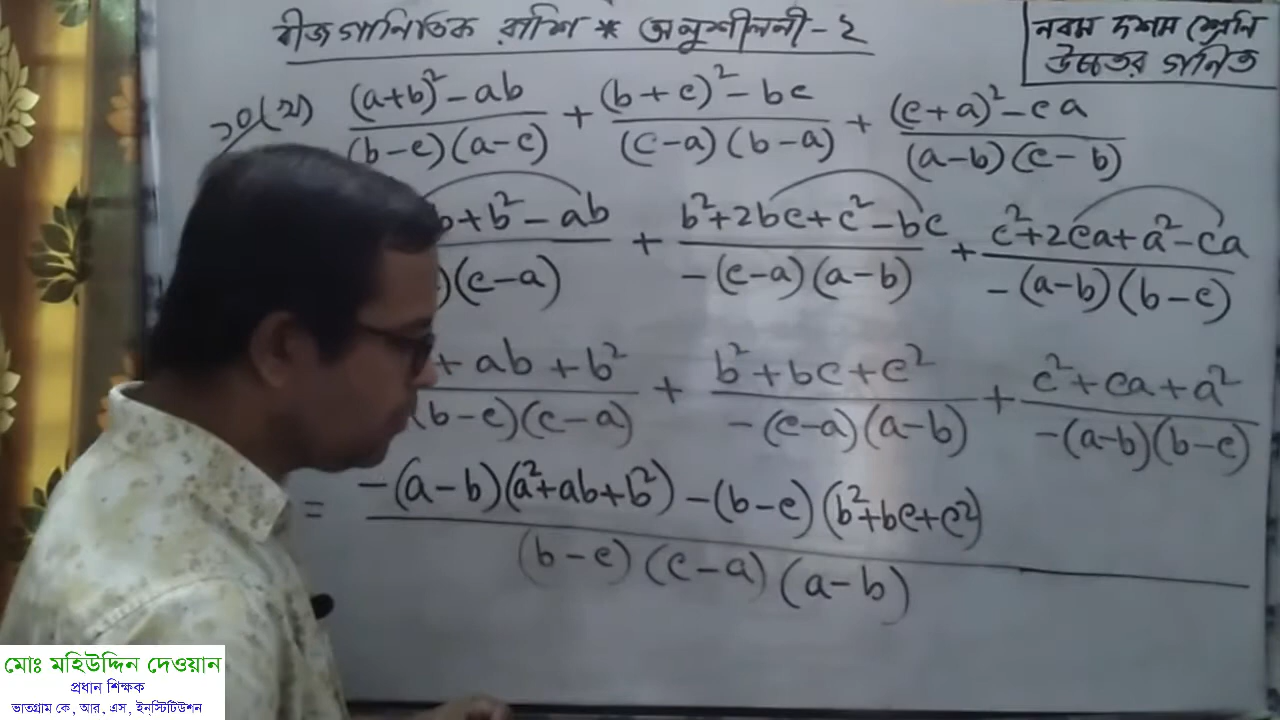 বীজগাণিতিক রাশি * অনুশীলনী - ২
নবম দশম শ্রেণি
উচ্চতর গণিত
২০(ঘ) ((a+b)² - ab)/((b-c)(a-c)) + ((b+c)² - bc)/((c-a)(b-a)) + ((c+a)² - ca)/((a-b)(c-b))
b + b² - ab/)(c-a) + (b² + 2bc + c² - bc)/(-(c-a)(a-b)) + (c² + 2ca + a² - ca)/(-(a-b)(b-c))
+ ab + b²/(b-c)(c-a) + (b² + bc + c²)/(-(c-a)(a-b)) + (c² + ca + a²)/(-(a-b)(b-c))
= (-(a-b)(a²+ab+b²) - (b-c)(b²+bc+c²))/((b-c)(c-a)(a-b))
মোঃ মহিউদ্দিন দেওয়ান
প্রধান শিক্ষক
ভাতগ্রাম কে, আর, এস, ইনস্টিটিউশন